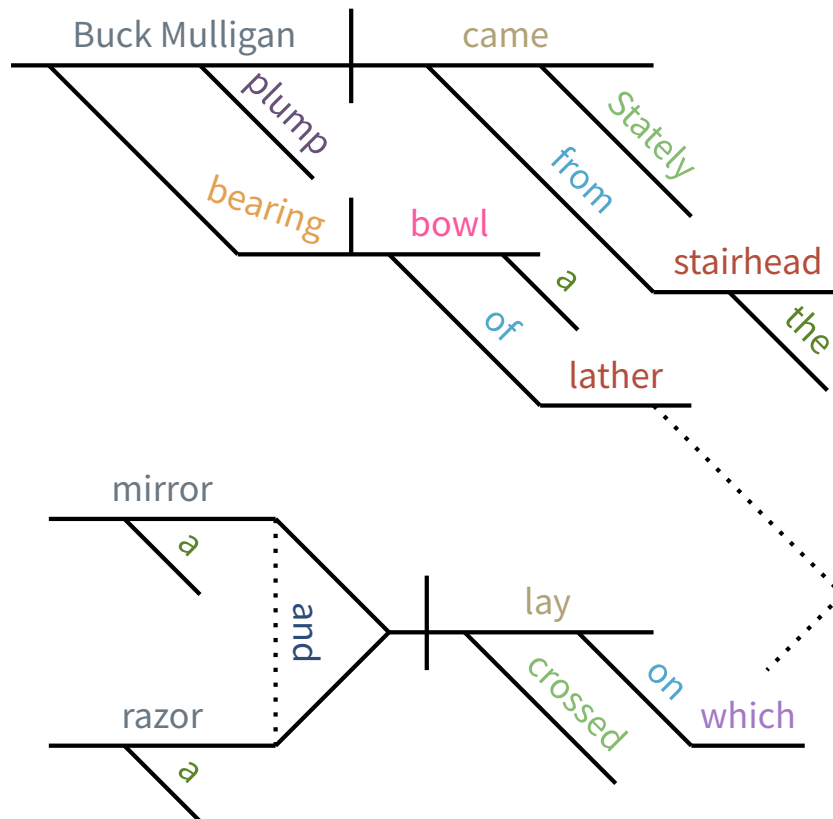 Buck Mulligan came
plump
Stately
from
bearing
bowl
stairhead
a
the
of
lather
mirror
a
and
lay
crossed
on
razor
which
a